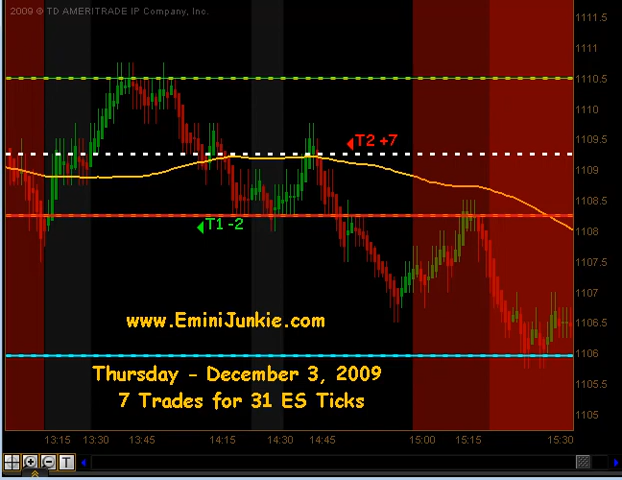 2009 © TD AMERITRADE IP Company, Inc.
1111.5
1111
1110.5
1110
1109.5
T2 +7
1109
1108.5
T1 -2
1108
1107.5
1107
www.EminiJunkie.com
1106.5
1106
Thursday - December 3, 2009
1105.5
7 Trades for 31 ES Ticks
1105
13:15 13:30 13:45 14:15 14:30 14:45 15:00 15:15 15:30
T